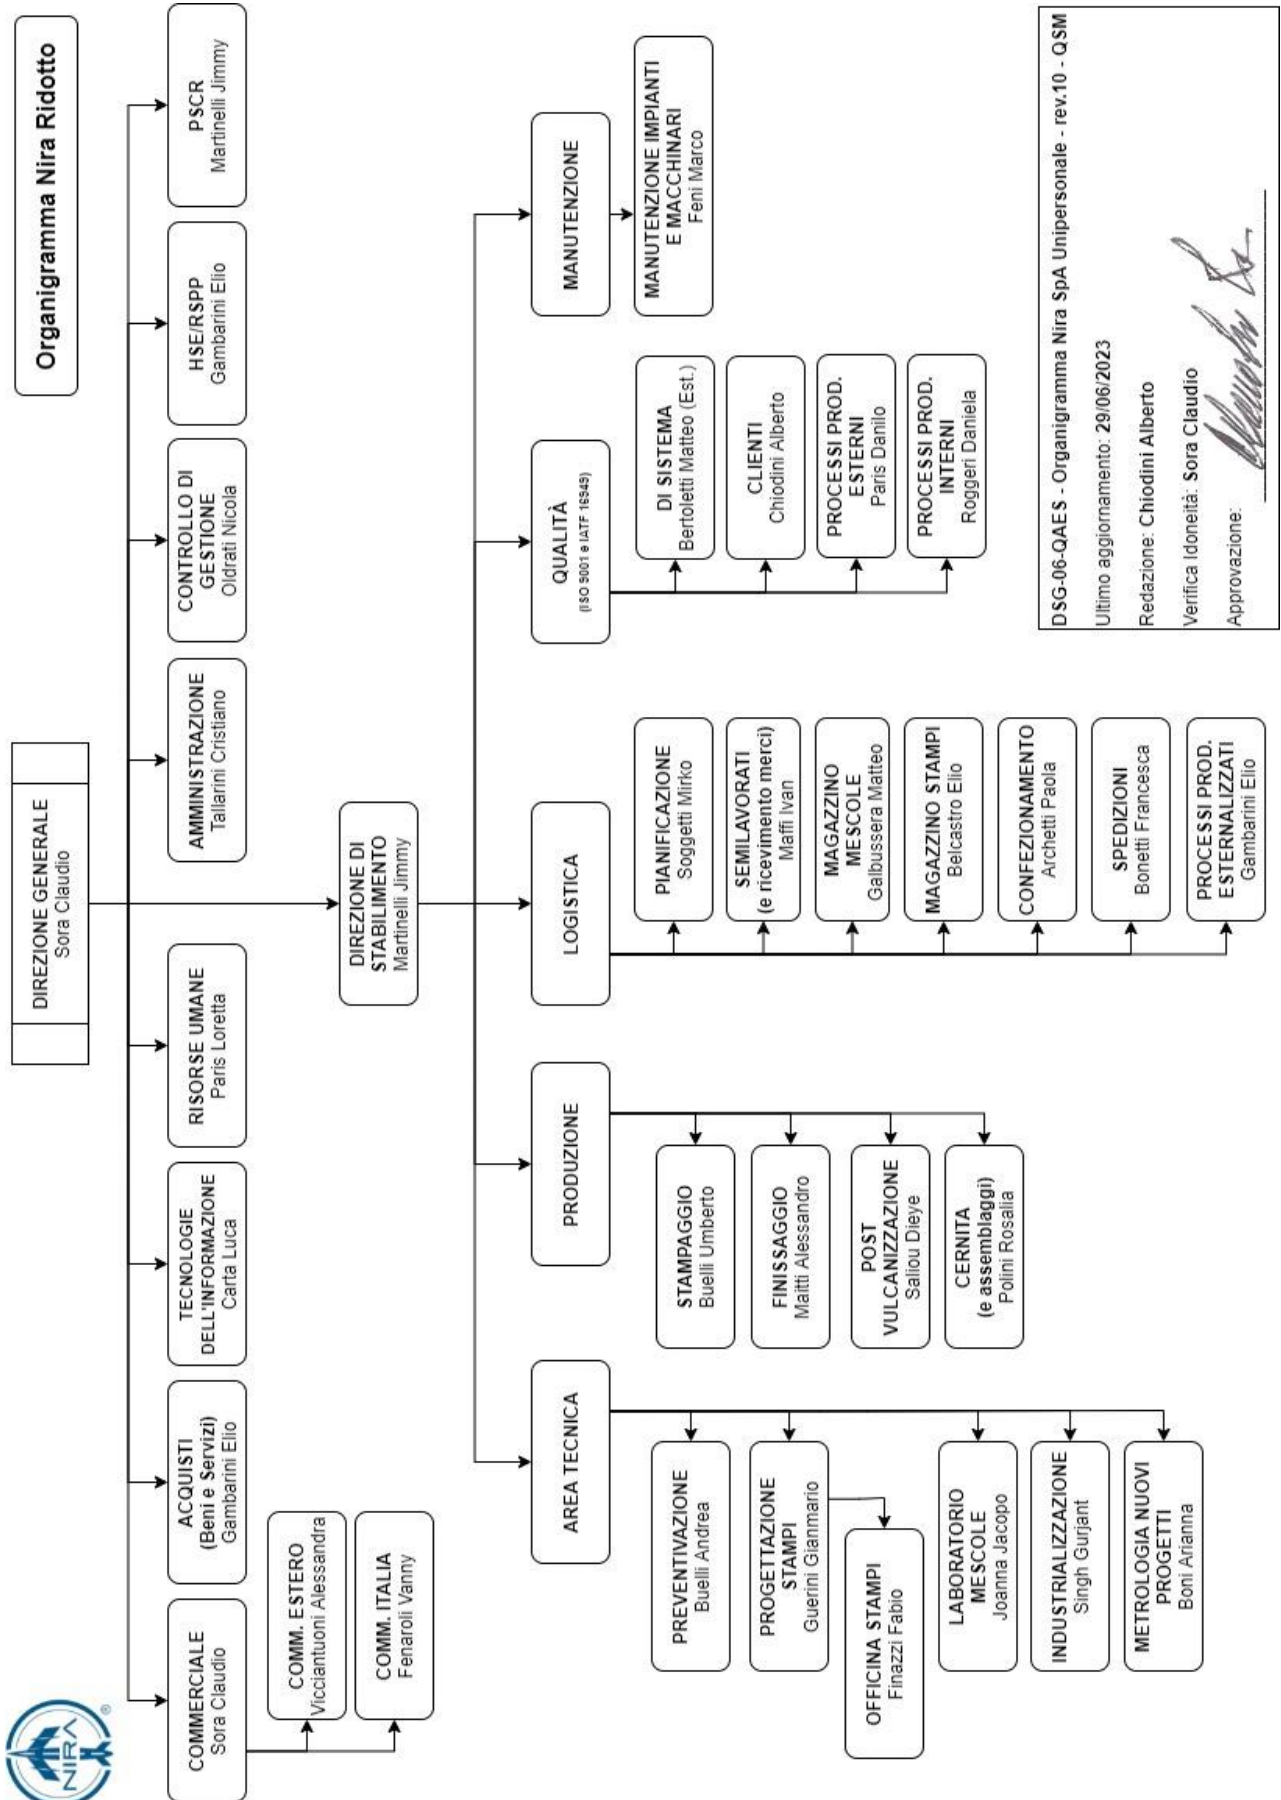 Organigramma Nira Ridotto
NIRA
®
DIREZIONE GENERALE
Sora Claudio
COMMERCIALE
Sora Claudio
ACQUISTI
(Beni e Servizi)
Gambarini Elio
TECNOLOGIE
DELL'INFORMAZIONE
Carta Luca
RISORSE UMANE
Paris Loretta
AMMINISTRAZIONE
Tallarini Cristiano
CONTROLLO DI
GESTIONE
Oldrati Nicola
HSE/RSPP
Gambarini Elio
PSCR
Martinelli Jimmy
COMM. ESTERO
Vicciantuoni Alessandra
COMM. ITALIA
Fenaroli Vanny
DIREZIONE DI
STABILIMENTO
Martinelli Jimmy
AREA TECNICA
PREVENTIVAZIONE
Buelli Andrea
PROGETTAZIONE
STAMPI
Guerini Gianmario
OFFICINA STAMPI
Finazzi Fabio
LABORATORIO
MESCOLE
Joanna Jacopo
INDUSTRIALIZZAZIONE
Singh Gurjant
METROLOGIA NUOVI
PROGETTI
Boni Arianna
PRODUZIONE
STAMPAGGIO
Buelli Umberto
FINISSAGGIO
Maitti Alessandro
POST
VULCANIZZAZIONE
Saliou Dieye
CERNITA
(e assemblaggi)
Polini Rosalia
LOGISTICA
PIANIFICAZIONE
Soggetti Mirko
SEMILAVORATI
(e ricevimento merci)
Maffi Ivan
MAGAZZINO
MESCOLE
Galbussera Matteo
MAGAZZINO STAMPI
Belcastro Elio
CONFEZIONAMENTO
Archetti Paola
SPEDIZIONI
Bonetti Francesca
PROCESSI PROD.
ESTERNALIZZATI
Gambarini Elio
QUALITÀ
(ISO 9001 e IATF 16949)
DI SISTEMA
Bertoletti Matteo (Est.)
CLIENTI
Chiodini Alberto
PROCESSI PROD.
ESTERNI
Paris Danilo
PROCESSI PROD.
INTERNI
Roggeri Daniela
MANUTENZIONE
MANUTENZIONE IMPIANTI
E MACCHINARI
Feni Marco
DSG-06-QAES - Organigramma Nira SpA Unipersonale - rev.10 - QSM
Ultimo aggiornamento: 29/06/2023
Redazione: Chiodini Alberto
Verifica Idoneità: Sora Claudio
Approvazione: